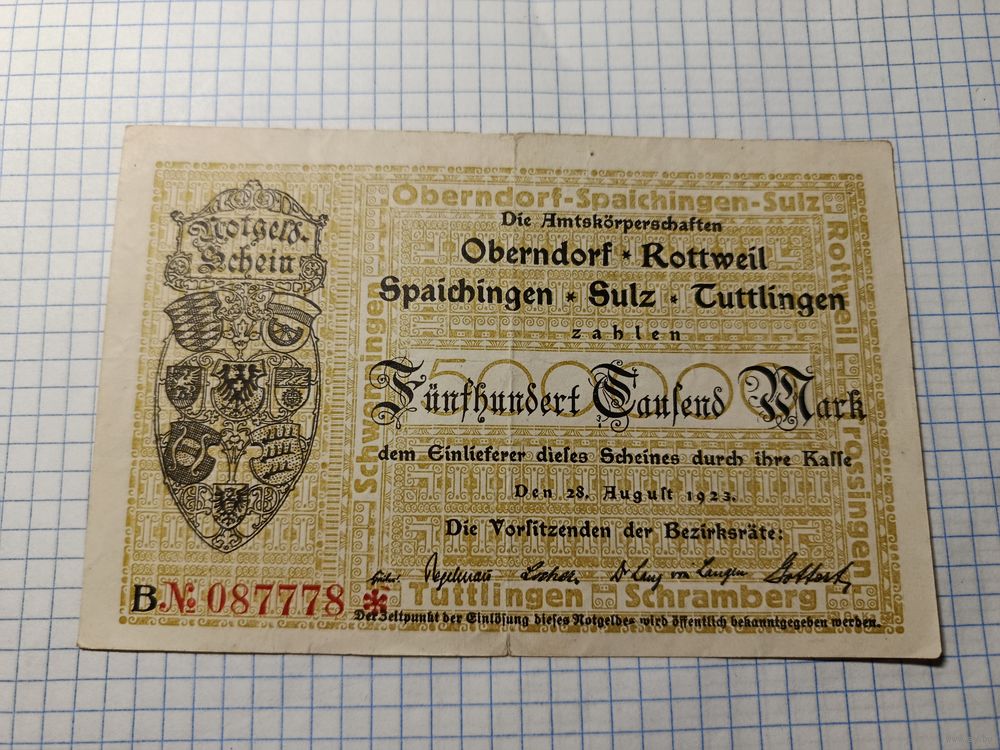 Notgeld-
Schein
Oberndorf-Spaichingen-Sulz
Die Amtskörperschaften
Oberndorf * Rottweil
Spaichingen * Sulz * Tuttlingen
zahlen
500000
Fünfhundert Tausend Mark
dem Einlieferer dieses Scheines durch ihre Kasse
Den 28. August 1923.
Die Vorsitzenden der Bezirksräte:
Schwenningen
Rottweil
Trossingen
Tuttlingen Schramberg
B No 087778 *
Der Zeitpunkt der Einlösung dieses Notgeldes wird öffentlich bekanntgegeben werden.